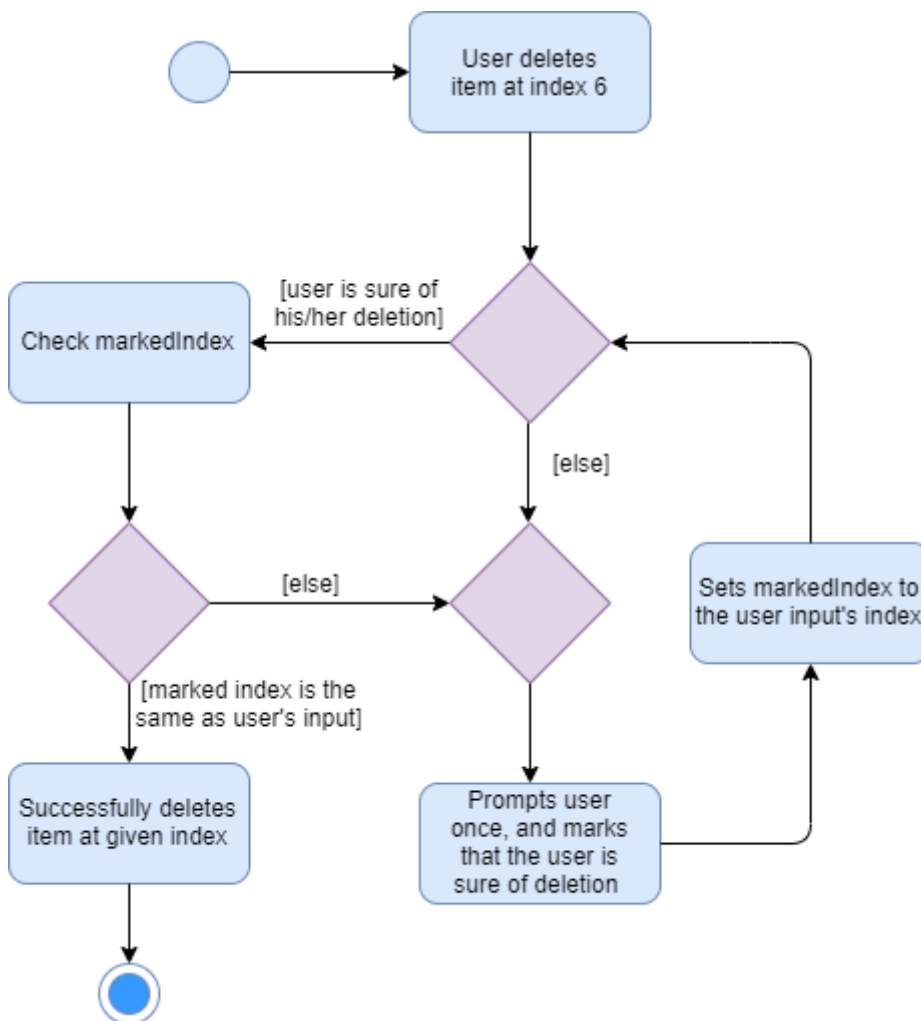 User deletes
item at index 6
[user is sure of
his/her deletion]
Check markedIndex
[else]
[else]
Sets markedIndex to
the user input's index
[marked index is the
same as user's input]
Successfully deletes
item at given index
Prompts user
once, and marks
that the user is
sure of deletion